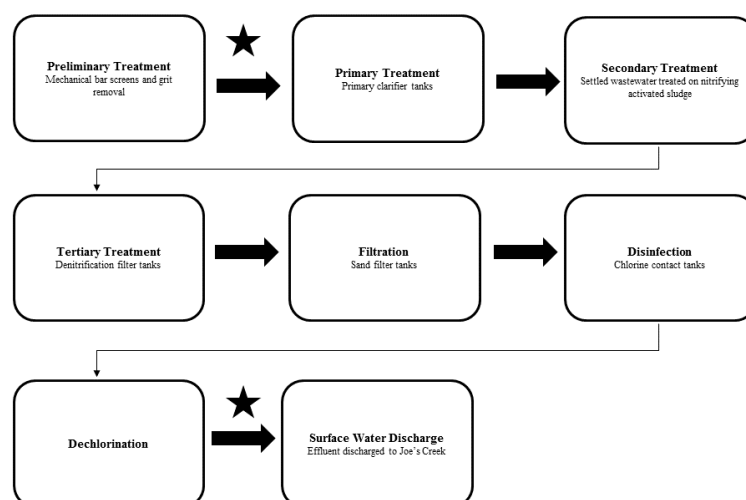 Preliminary Treatment
Mechanical bar screens and grit
removal
Primary Treatment
Primary clarifier tanks
Secondary Treatment
Settled wastewater treated on nitrifying
activated sludge
Tertiary Treatment
Denitrification filter tanks
Filtration
Sand filter tanks
Disinfection
Chlorine contact tanks
Dechlorination
Surface Water Discharge
Effluent discharged to Joe's Creek